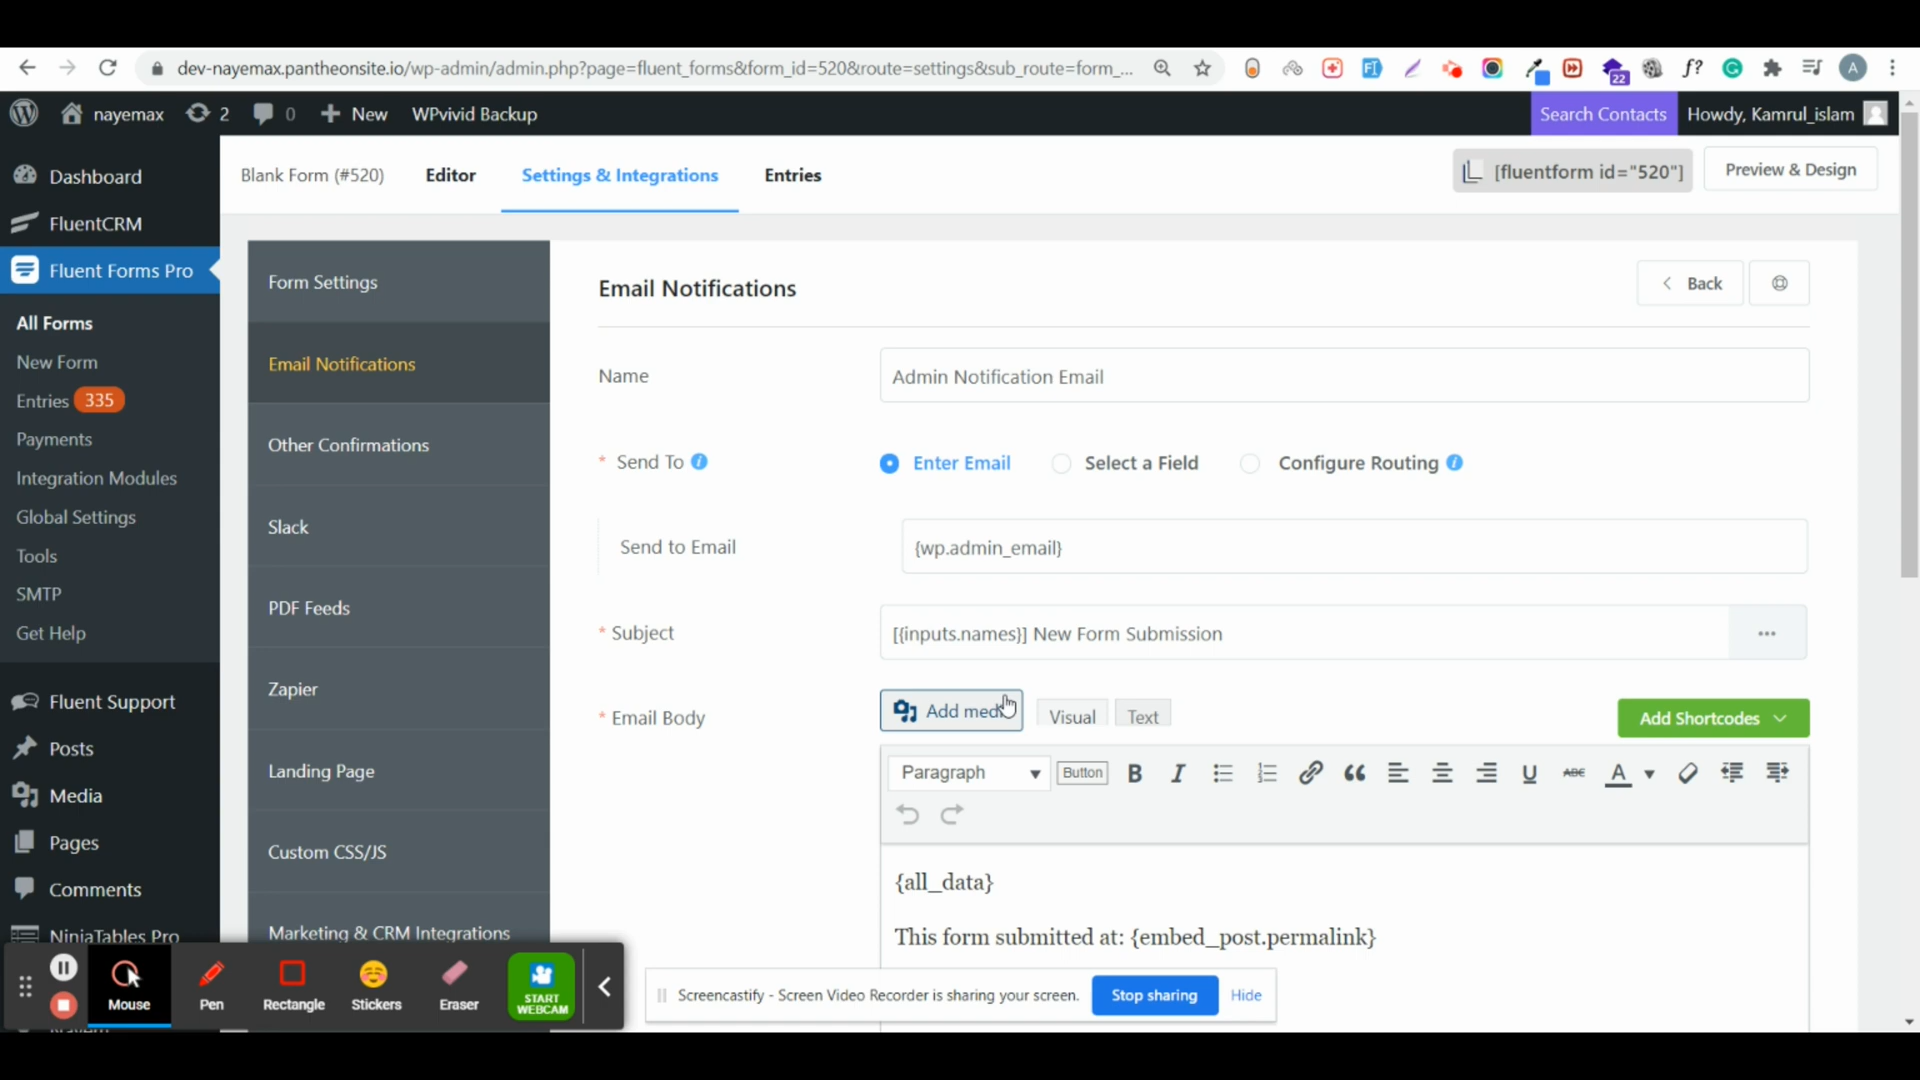 dev-nayemax.pantheonsite.io/wp-admin/admin.php?page=fluent_forms&form_id=520&route=settings&sub_route=form_...
22
f?
A
nayemax
2
0
New
WPvivid Backup
Search Contacts
Howdy, Kamrul_islam
Dashboard
FluentCRM
Fluent Forms Pro
All Forms
New Form
Entries 335
Payments
Integration Modules
Global Settings
Tools
SMTP
Get Help
Fluent Support
Posts
Media
Pages
Comments
NinjaTables Pro
Blank Form (#520)
Editor
Settings & Integrations
Entries
[fluentform id="520"]
Preview & Design
Form Settings
Email Notifications
Other Confirmations
Slack
PDF Feeds
Zapier
Landing Page
Custom CSS/JS
Marketing & CRM Integrations
Email Notifications
Back
Name
Admin Notification Email
* Send To
Enter Email
Select a Field
Configure Routing
Send to Email
{wp.admin_email}
* Subject
[{inputs.names}] New Form Submission
...
* Email Body
Add med
Visual
Text
Add Shortcodes
Paragraph
Button
B
I
U
ABC
A
{all_data}
This form submitted at: {embed_post.permalink}
Mouse
Pen
Rectangle
Stickers
Eraser
START
WEBCAM
Screencastify - Screen Video Recorder is sharing your screen.
Stop sharing
Hide